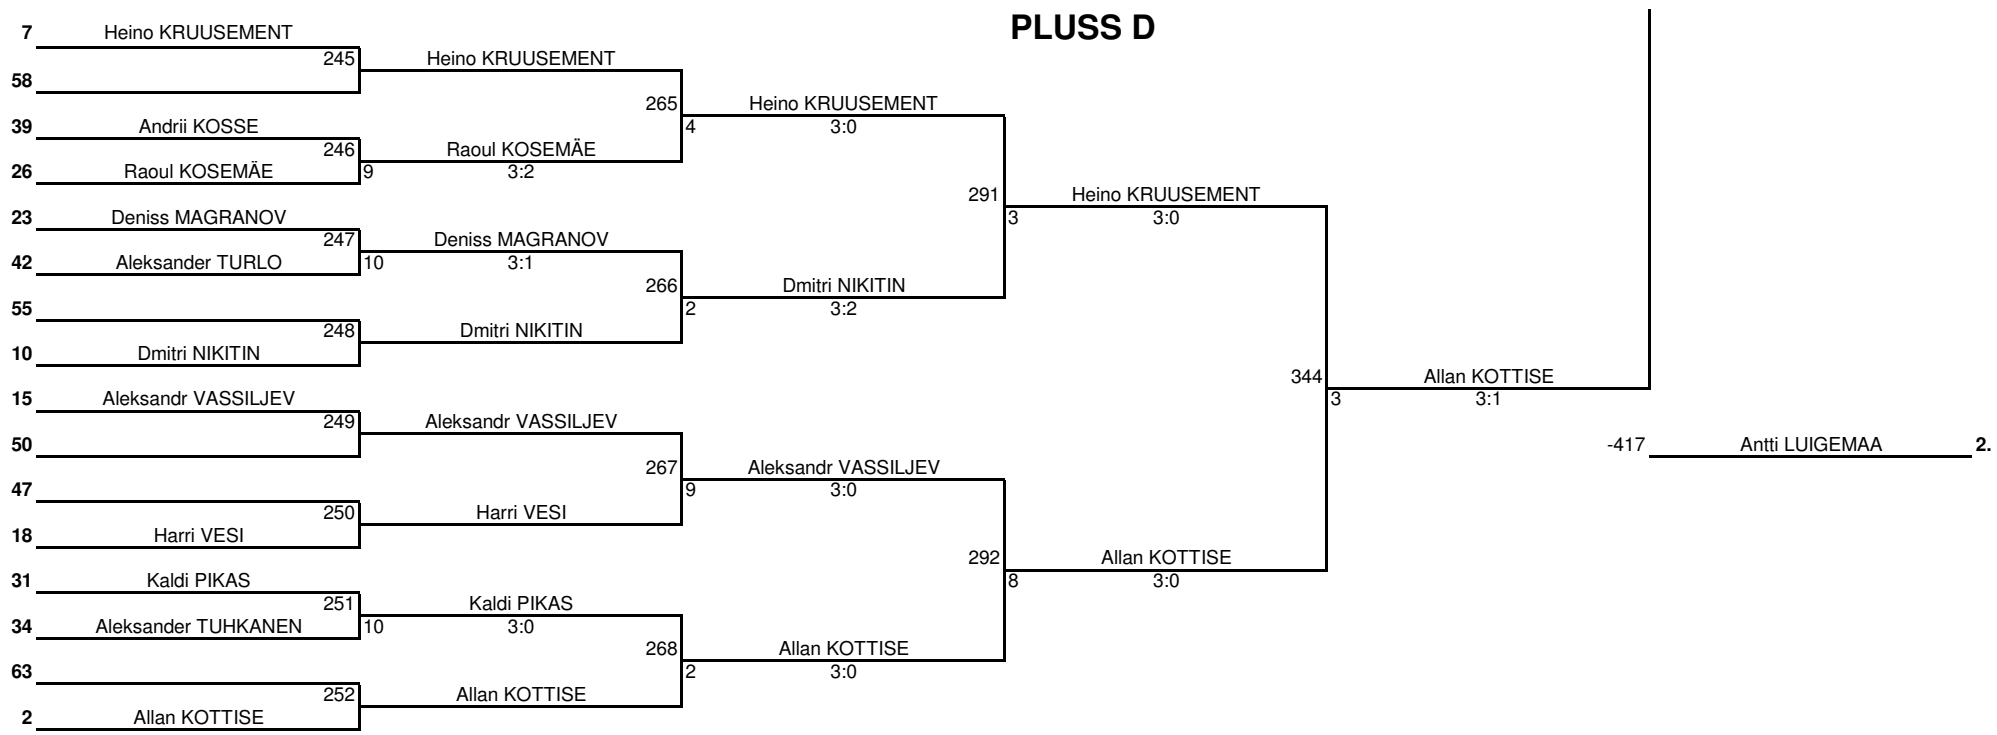 PLUSS D
7 Heino KRUUSEMENT
245 Heino KRUUSEMENT
58
265 Heino KRUUSEMENT
39 Andrii KOSSE 4 3:0
246 Raoul KOSEMÄE
26 Raoul KOSEMÄE 9 3:2
291 Heino KRUUSEMENT
23 Deniss MAGRANOV 3 3:0
247 Deniss MAGRANOV
42 Aleksander TURLO 10 3:1
266 Dmitri NIKITIN
55 2 3:2
248 Dmitri NIKITIN
10 Dmitri NIKITIN
344 Allan KOTTISE
15 Aleksandr VASSILJEV 3 3:1
249 Aleksandr VASSILJEV
50 -417 Antti LUIGEMAA 2.
267 Aleksandr VASSILJEV
47 9 3:0
250 Harri VESI
18 Harri VESI
292 Allan KOTTISE
31 Kaldi PIKAS 8 3:0
251 Kaldi PIKAS
34 Aleksander TUHKANEN 10 3:0
268 Allan KOTTISE
63 2 3:0
252 Allan KOTTISE
2 Allan KOTTISE